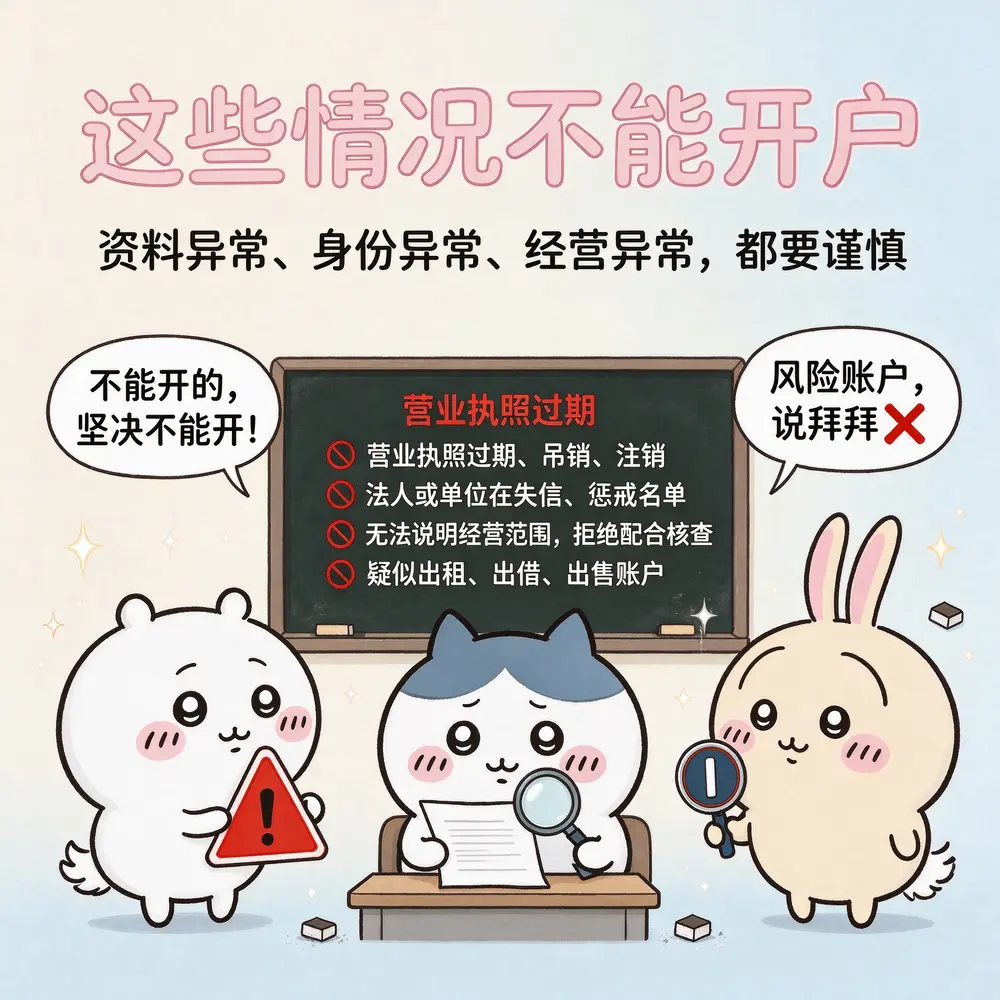 这些情况不能开户
资料异常、身份异常、经营异常，都要谨慎
不能开的，
坚决不能开！
风险账户，
说拜拜❌
营业执照过期
营业执照过期、吊销、注销
法人或单位在失信、惩戒名单
无法说明经营范围，拒绝配合核查
疑似出租、出借、出售账户